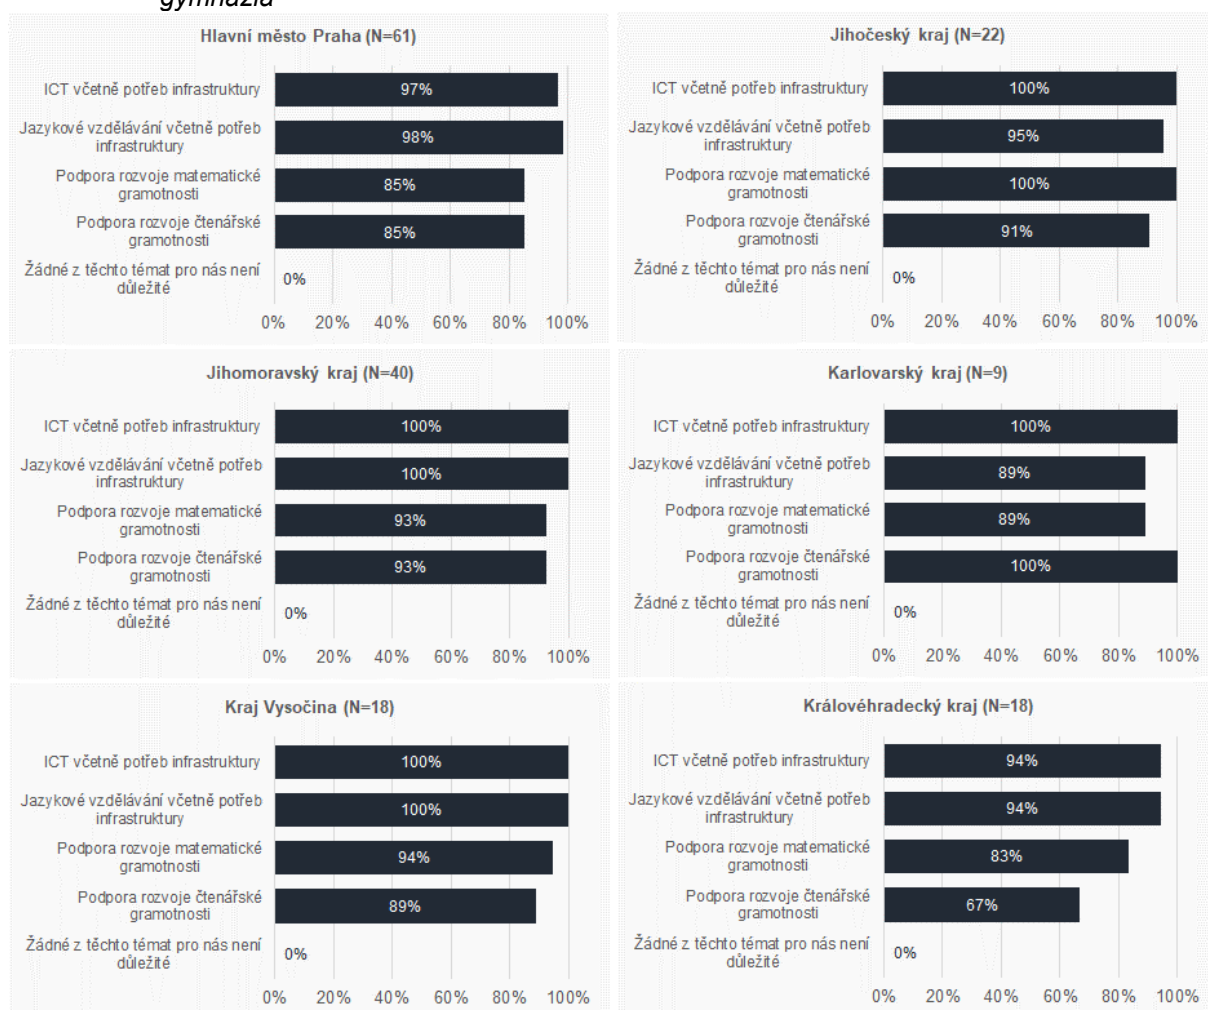 gymnázia
Hlavní město Praha (N=61)
ICT včetně potřeb infrastruktury
97%
Jazykové vzdělávání včetně potřeb
infrastruktury
98%
Podpora rozvoje matematické
gramotnosti
85%
Podpora rozvoje čtenářské
gramotnosti
85%
Žádné z těchto témat pro nás není
důležité
0%
0% 20% 40% 60% 80% 100%
Jihočeský kraj (N=22)
ICT včetně potřeb infrastruktury
100%
Jazykové vzdělávání včetně potřeb
infrastruktury
95%
Podpora rozvoje matematické
gramotnosti
100%
Podpora rozvoje čtenářské
gramotnosti
91%
Žádné z těchto témat pro nás není
důležité
0%
0% 20% 40% 60% 80% 100%
Jihomoravský kraj (N=40)
ICT včetně potřeb infrastruktury
100%
Jazykové vzdělávání včetně potřeb
infrastruktury
100%
Podpora rozvoje matematické
gramotnosti
93%
Podpora rozvoje čtenářské
gramotnosti
93%
Žádné z těchto témat pro nás není
důležité
0%
0% 20% 40% 60% 80% 100%
Karlovarský kraj (N=9)
ICT včetně potřeb infrastruktury
100%
Jazykové vzdělávání včetně potřeb
infrastruktury
89%
Podpora rozvoje matematické
gramotnosti
89%
Podpora rozvoje čtenářské
gramotnosti
100%
Žádné z těchto témat pro nás není
důležité
0%
0% 20% 40% 60% 80% 100%
Kraj Vysočina (N=18)
ICT včetně potřeb infrastruktury
100%
Jazykové vzdělávání včetně potřeb
infrastruktury
100%
Podpora rozvoje matematické
gramotnosti
94%
Podpora rozvoje čtenářské
gramotnosti
89%
Žádné z těchto témat pro nás není
důležité
0%
0% 20% 40% 60% 80% 100%
Královéhradecký kraj (N=18)
ICT včetně potřeb infrastruktury
94%
Jazykové vzdělávání včetně potřeb
infrastruktury
94%
Podpora rozvoje matematické
gramotnosti
83%
Podpora rozvoje čtenářské
gramotnosti
67%
Žádné z těchto témat pro nás není
důležité
0%
0% 20% 40% 60% 80% 100%